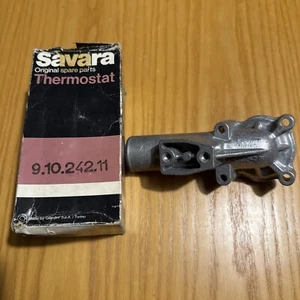 savara
Original spare parts
Thermostat
9.10.242.11